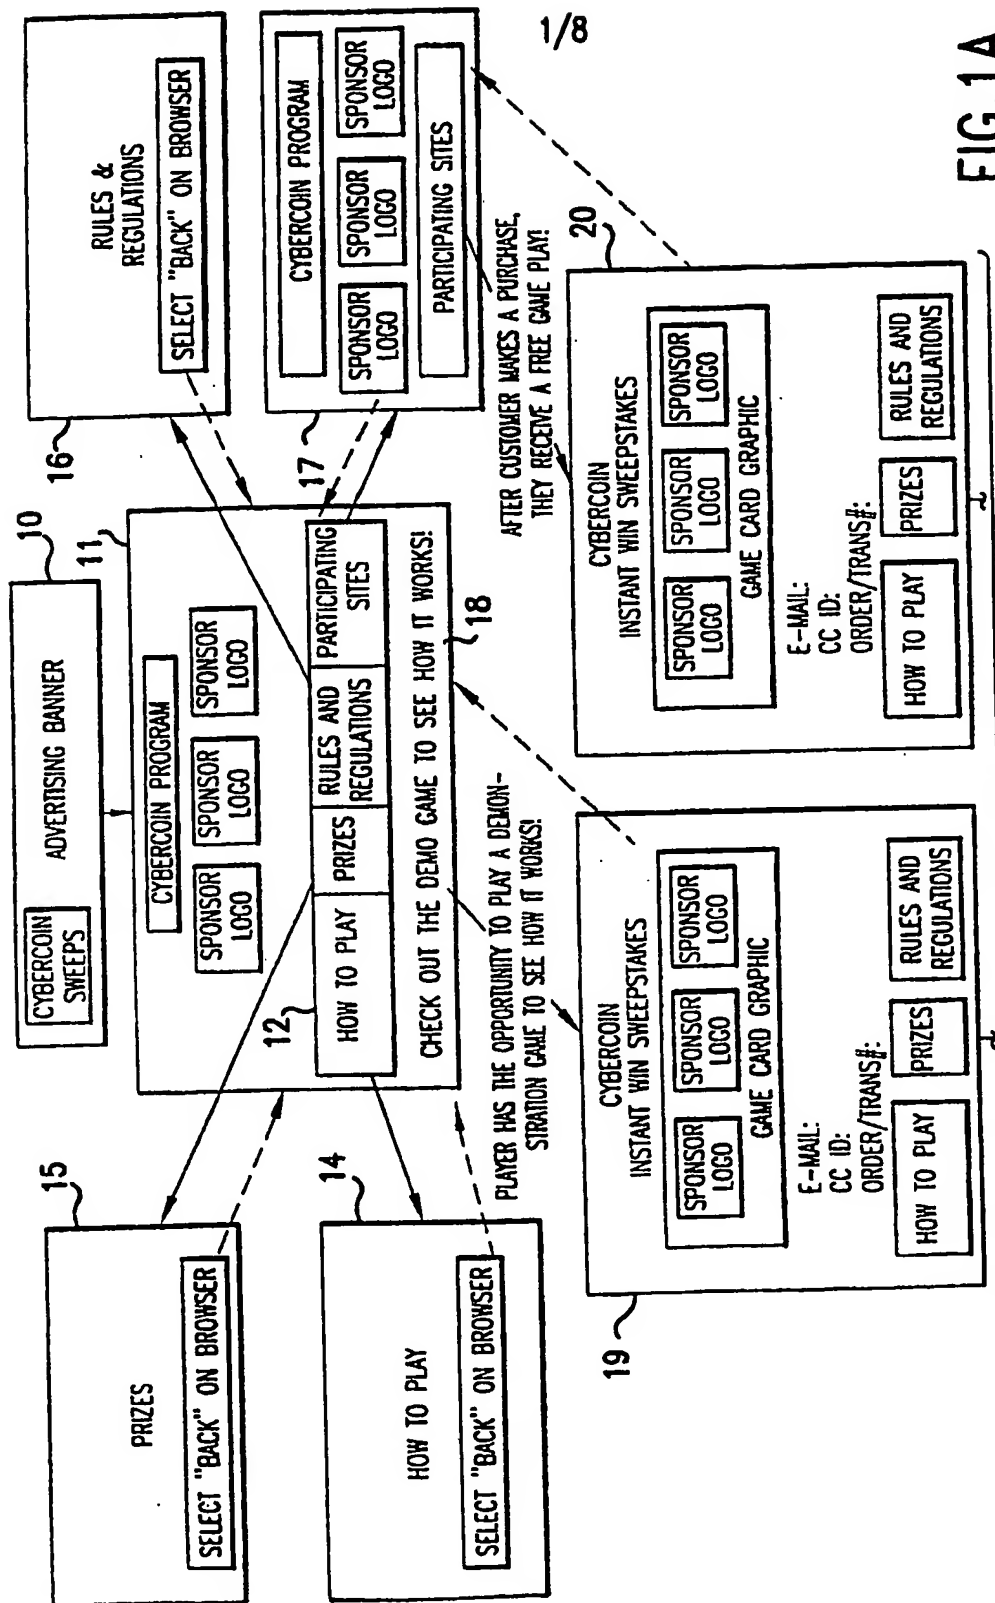 1/8
10
ADVERTISING BANNER
CYBERCOIN
SWEEPS
11
CYBERCOIN PROGRAM
SPONSOR
LOGO
SPONSOR
LOGO
SPONSOR
LOGO
12
HOW TO PLAY
PRIZES
RULES AND
REGULATIONS
PARTICIPATING
SITES
CHECK OUT THE DEMO GAME TO SEE HOW IT WORKS!
18
15
PRIZES
SELECT "BACK" ON BROWSER
14
HOW TO PLAY
SELECT "BACK" ON BROWSER
16
RULES &
REGULATIONS
SELECT "BACK" ON BROWSER
17
CYBERCOIN PROGRAM
SPONSOR
LOGO
SPONSOR
LOGO
SPONSOR
LOGO
PARTICIPATING SITES
PLAYER HAS THE OPPORTUNITY TO PLAY A DEMON-
STRATION GAME TO SEE HOW IT WORKS!
AFTER CUSTOMER MAKES A PURCHASE,
THEY RECEIVE A FREE GAME PLAY!
19
CYBERCOIN
INSTANT WIN SWEEPSTAKES
SPONSOR
LOGO
SPONSOR
LOGO
SPONSOR
LOGO
GAME CARD GRAPHIC
E-MAIL:
CC ID:
ORDER/TRANS#:
HOW TO PLAY
PRIZES
RULES AND
REGULATIONS
20
CYBERCOIN
INSTANT WIN SWEEPSTAKES
SPONSOR
LOGO
SPONSOR
LOGO
SPONSOR
LOGO
GAME CARD GRAPHIC
E-MAIL:
CC ID:
ORDER/TRANS#:
HOW TO PLAY
PRIZES
RULES AND
REGULATIONS
FIG.1A